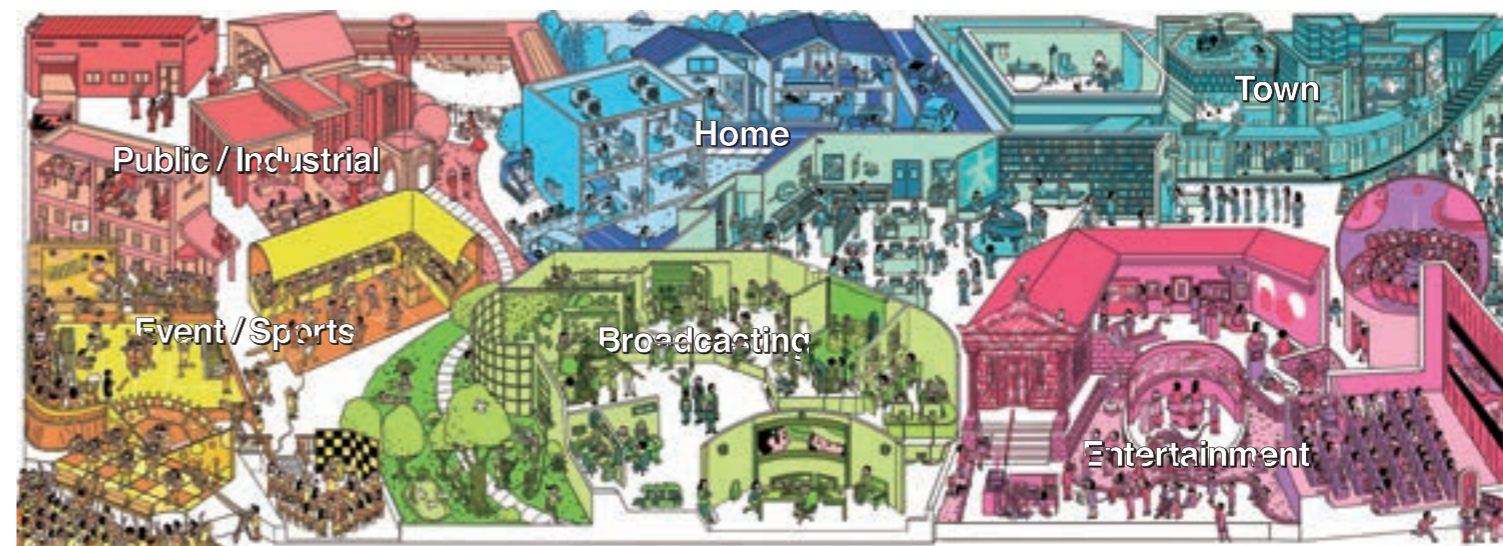 Town
Home
Public / Industrial
Event / Sports
Broadcasting
Entertainment